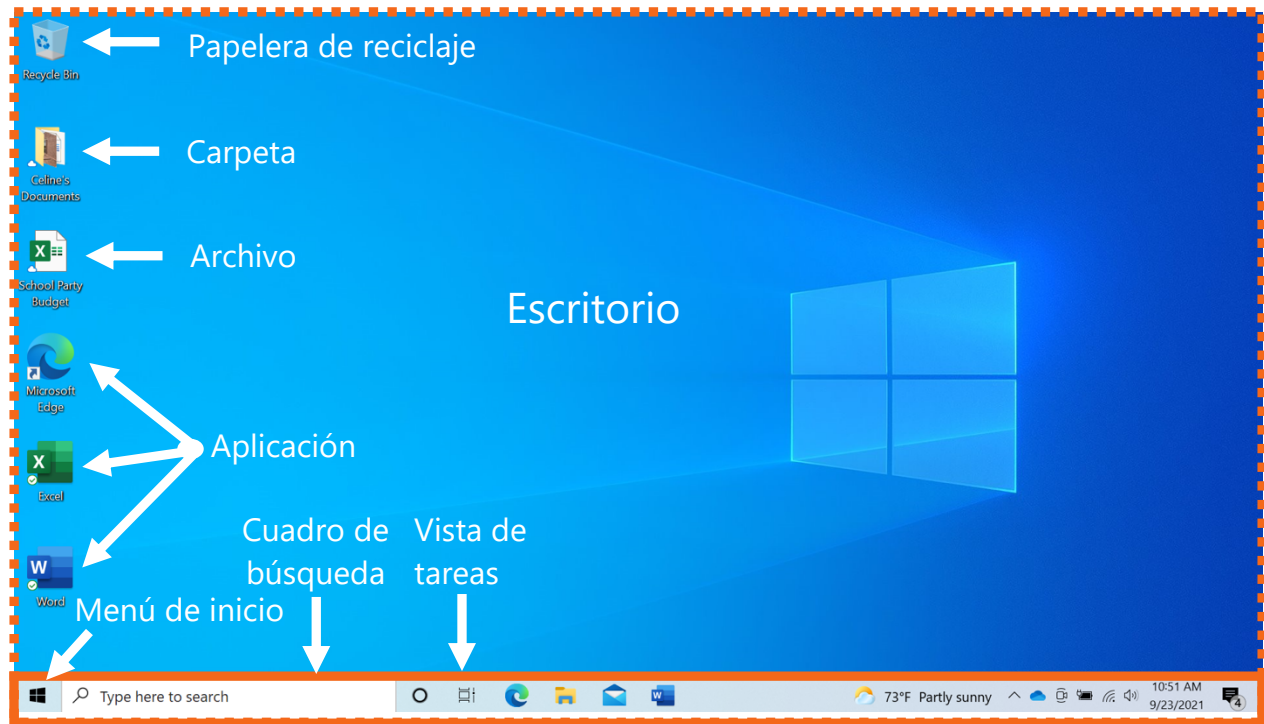 Papelera de reciclaje
Recycle Bin
Carpeta
Celine's
Documents
Archivo
School Party
Budget
Escritorio
Microsoft
Edge
Aplicación
X
Excel
Cuadro de
búsqueda
Vista de
tareas
W
Word
Menú de inicio
Type here to search
W
73°F Partly sunny
10:51 AM
9/23/2021
4